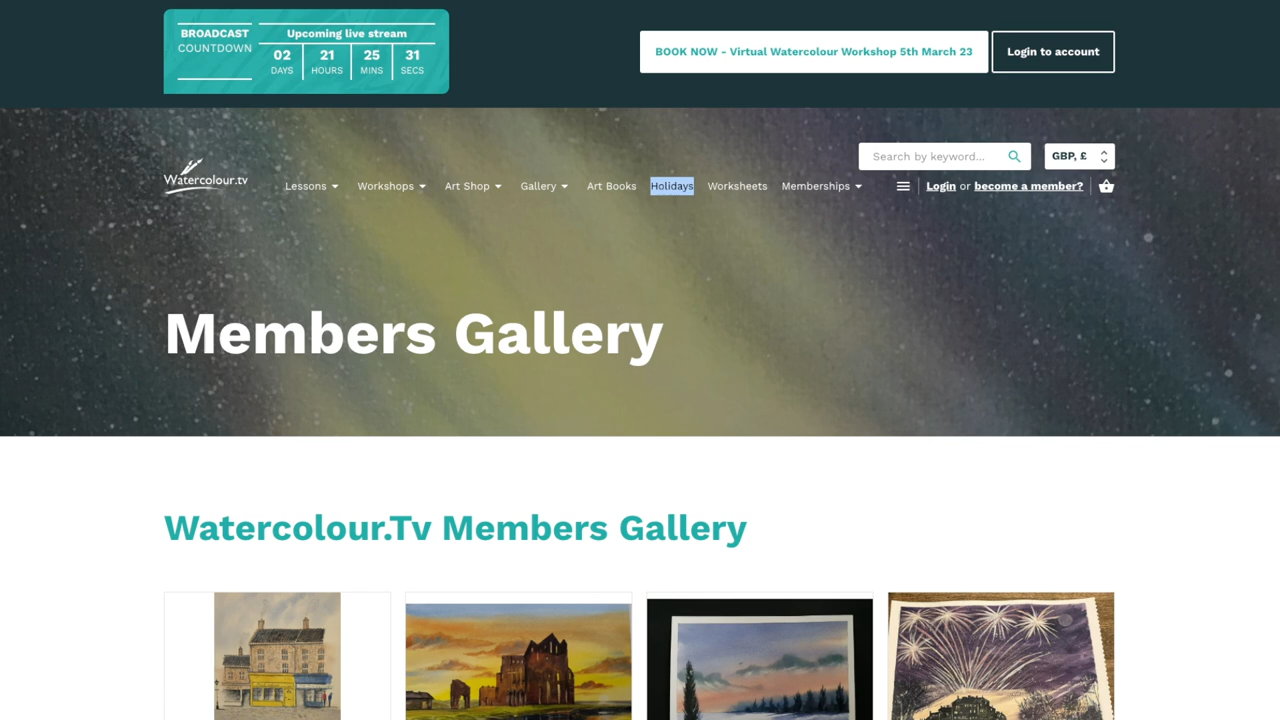 BROADCAST
COUNTDOWN
Upcoming live stream
02 21 25 31
DAYS HOURS MINS SECS
BOOK NOW - Virtual Watercolour Workshop 5th March 23
Login to account
Search by keyword...
GBP, £
Watercolour.tv
Lessons Workshops Art Shop Gallery Art Books Holidays Worksheets Memberships
Login or become a member?
Members Gallery
Watercolour.Tv Members Gallery